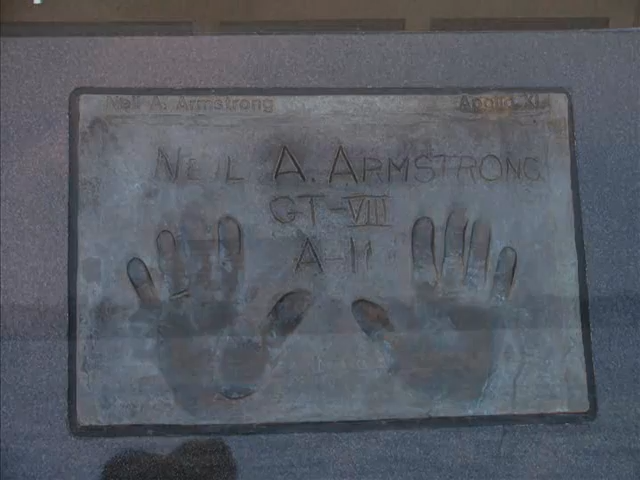 Neil A. Armstrong Apollo XI
NEIL A. ARMSTRONG
GT-VIII
A-11